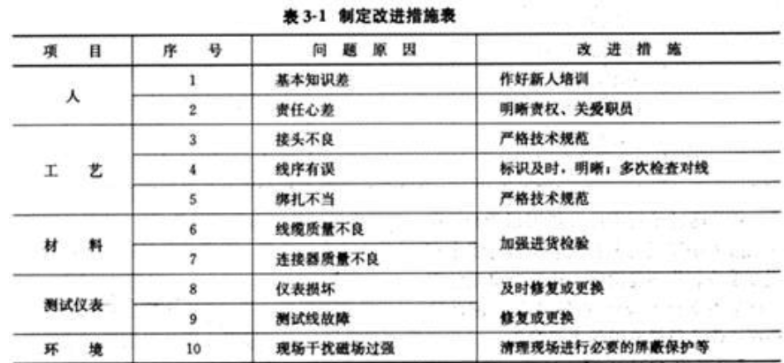 表 3-1 制定改进措施表
项 目 序 号 问 题 原 因 改 进 措 施
人 1 基本知识差 作好新人培训
2 责任心差 明晰责权、关爱职员
工 艺 3 接头不良 严格技术规范
4 线序有误 标识及时,明晰;多次检查对线
5 绑扎不当 严格技术规范
材 料 6 线缆质量不良 加强进货检验
7 连接器质量不良
测试仪表 8 仪表损坏 及时修复或更换
9 测试线故障 修复或更换
环 境 10 现场干扰磁场过强 清理现场进行必要的屏蔽保护等